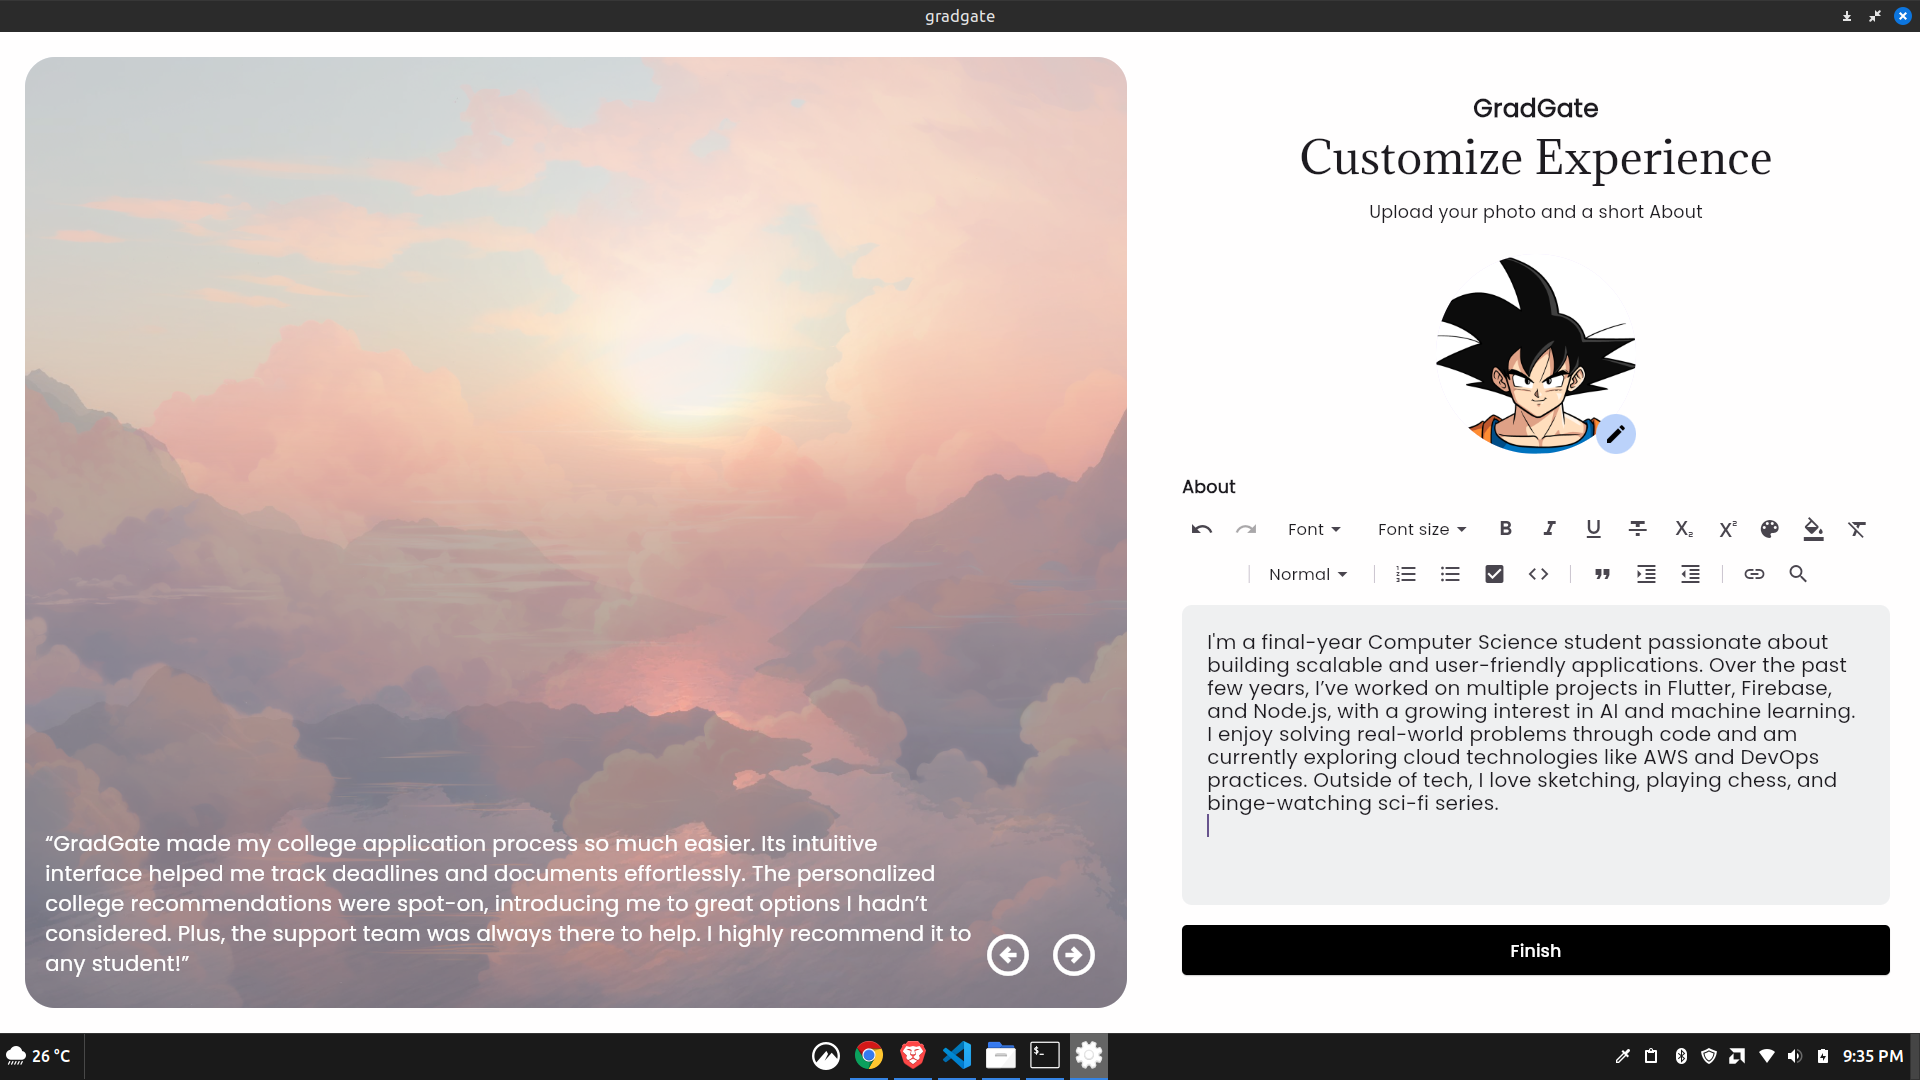 gradgate
GradGate
Customize Experience
Upload your photo and a short About
About
Font
Font size
Normal
I'm a final-year Computer Science student passionate about
building scalable and user-friendly applications. Over the past
few years, I’ve worked on multiple projects in Flutter, Firebase,
and Node.js, with a growing interest in AI and machine learning.
I enjoy solving real-world problems through code and am
currently exploring cloud technologies like AWS and DevOps
practices. Outside of tech, I love sketching, playing chess, and
binge-watching sci-fi series.
Finish
“GradGate made my college application process so much easier. Its intuitive
interface helped me track deadlines and documents effortlessly. The personalized
college recommendations were spot-on, introducing me to great options I hadn’t
considered. Plus, the support team was always there to help. I highly recommend it to
any student!”
26 °C
9:35 PM